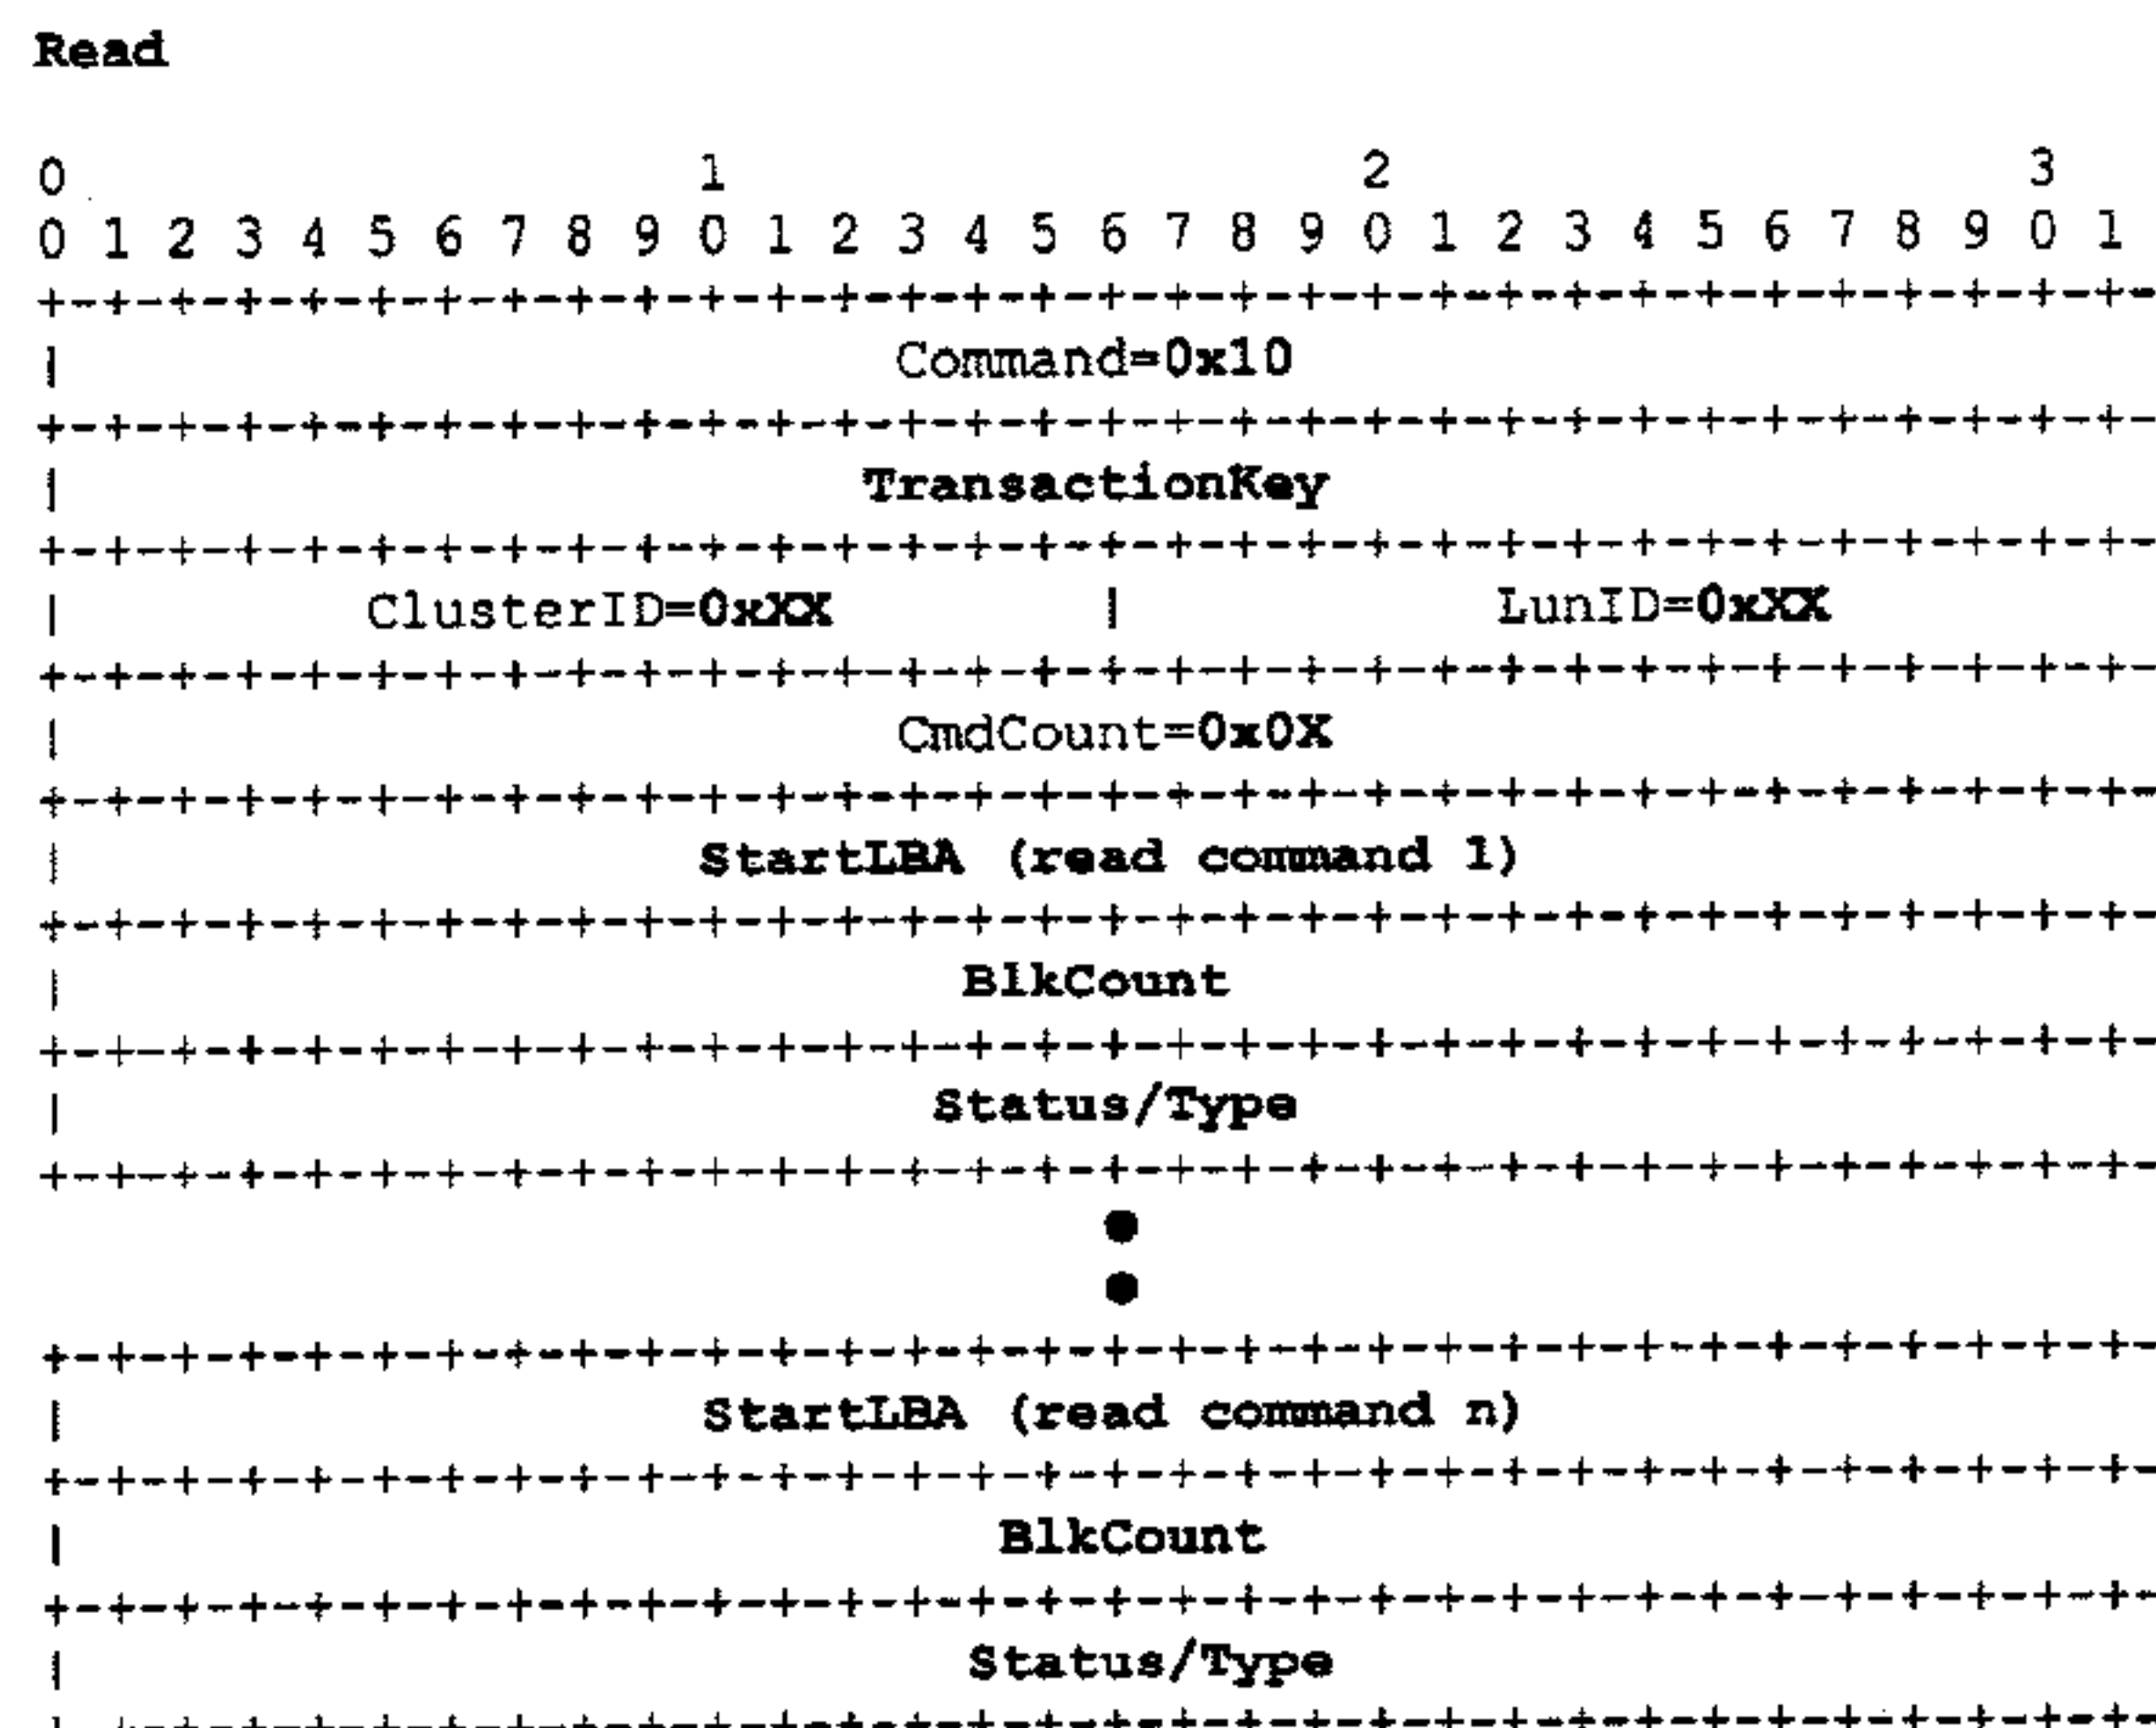 Read
0 1 2 3
0 1 2 3 4 5 6 7 8 9 0 1 2 3 4 5 6 7 8 9 0 1 2 3 4 5 6 7 8 9 0 1
+-+-+-+-+-+-+-+-+-+-+-+-+-+-+-+-+-+-+-+-+-+-+-+-+-+-+-+-+-+-+-+-
| Command=0x10
+-+-+-+-+-+-+-+-+-+-+-+-+-+-+-+-+-+-+-+-+-+-+-+-+-+-+-+-+-+-+-+-
| TransactionKey
+-+-+-+-+-+-+-+-+-+-+-+-+-+-+-+-+-+-+-+-+-+-+-+-+-+-+-+-+-+-+-+-
| ClusterID=0xXX | LunID=0xXX
+-+-+-+-+-+-+-+-+-+-+-+-+-+-+-+-+-+-+-+-+-+-+-+-+-+-+-+-+-+-+-+-
| CmdCount=0x0X
+-+-+-+-+-+-+-+-+-+-+-+-+-+-+-+-+-+-+-+-+-+-+-+-+-+-+-+-+-+-+-+-
| StartLBA (read command 1)
+-+-+-+-+-+-+-+-+-+-+-+-+-+-+-+-+-+-+-+-+-+-+-+-+-+-+-+-+-+-+-+-
| BlkCount
+-+-+-+-+-+-+-+-+-+-+-+-+-+-+-+-+-+-+-+-+-+-+-+-+-+-+-+-+-+-+-+-
| Status/Type
+-+-+-+-+-+-+-+-+-+-+-+-+-+-+-+-+-+-+-+-+-+-+-+-+-+-+-+-+-+-+-+-
●
●
+-+-+-+-+-+-+-+-+-+-+-+-+-+-+-+-+-+-+-+-+-+-+-+-+-+-+-+-+-+-+-+-
| StartLBA (read command n)
+-+-+-+-+-+-+-+-+-+-+-+-+-+-+-+-+-+-+-+-+-+-+-+-+-+-+-+-+-+-+-+-
| BlkCount
+-+-+-+-+-+-+-+-+-+-+-+-+-+-+-+-+-+-+-+-+-+-+-+-+-+-+-+-+-+-+-+-
| Status/Type
+-+-+-+-+-+-+-+-+-+-+-+-+-+-+-+-+-+-+-+-+-+-+-+-+-+-+-+-+-+-+-+-